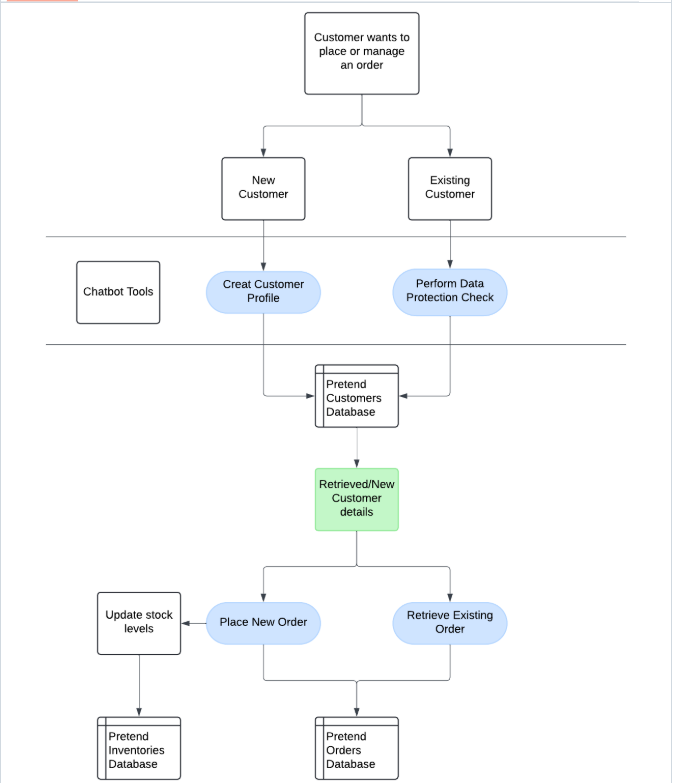 Customer wants to
place or manage
an order
New
Customer
Existing
Customer
Chatbot Tools
Creat Customer
Profile
Perform Data
Protection Check
Pretend
Customers
Database
Retrieved/New
Customer
details
Update stock
levels
Place New Order
Retrieve Existing
Order
Pretend
Inventories
Database
Pretend
Orders
Database